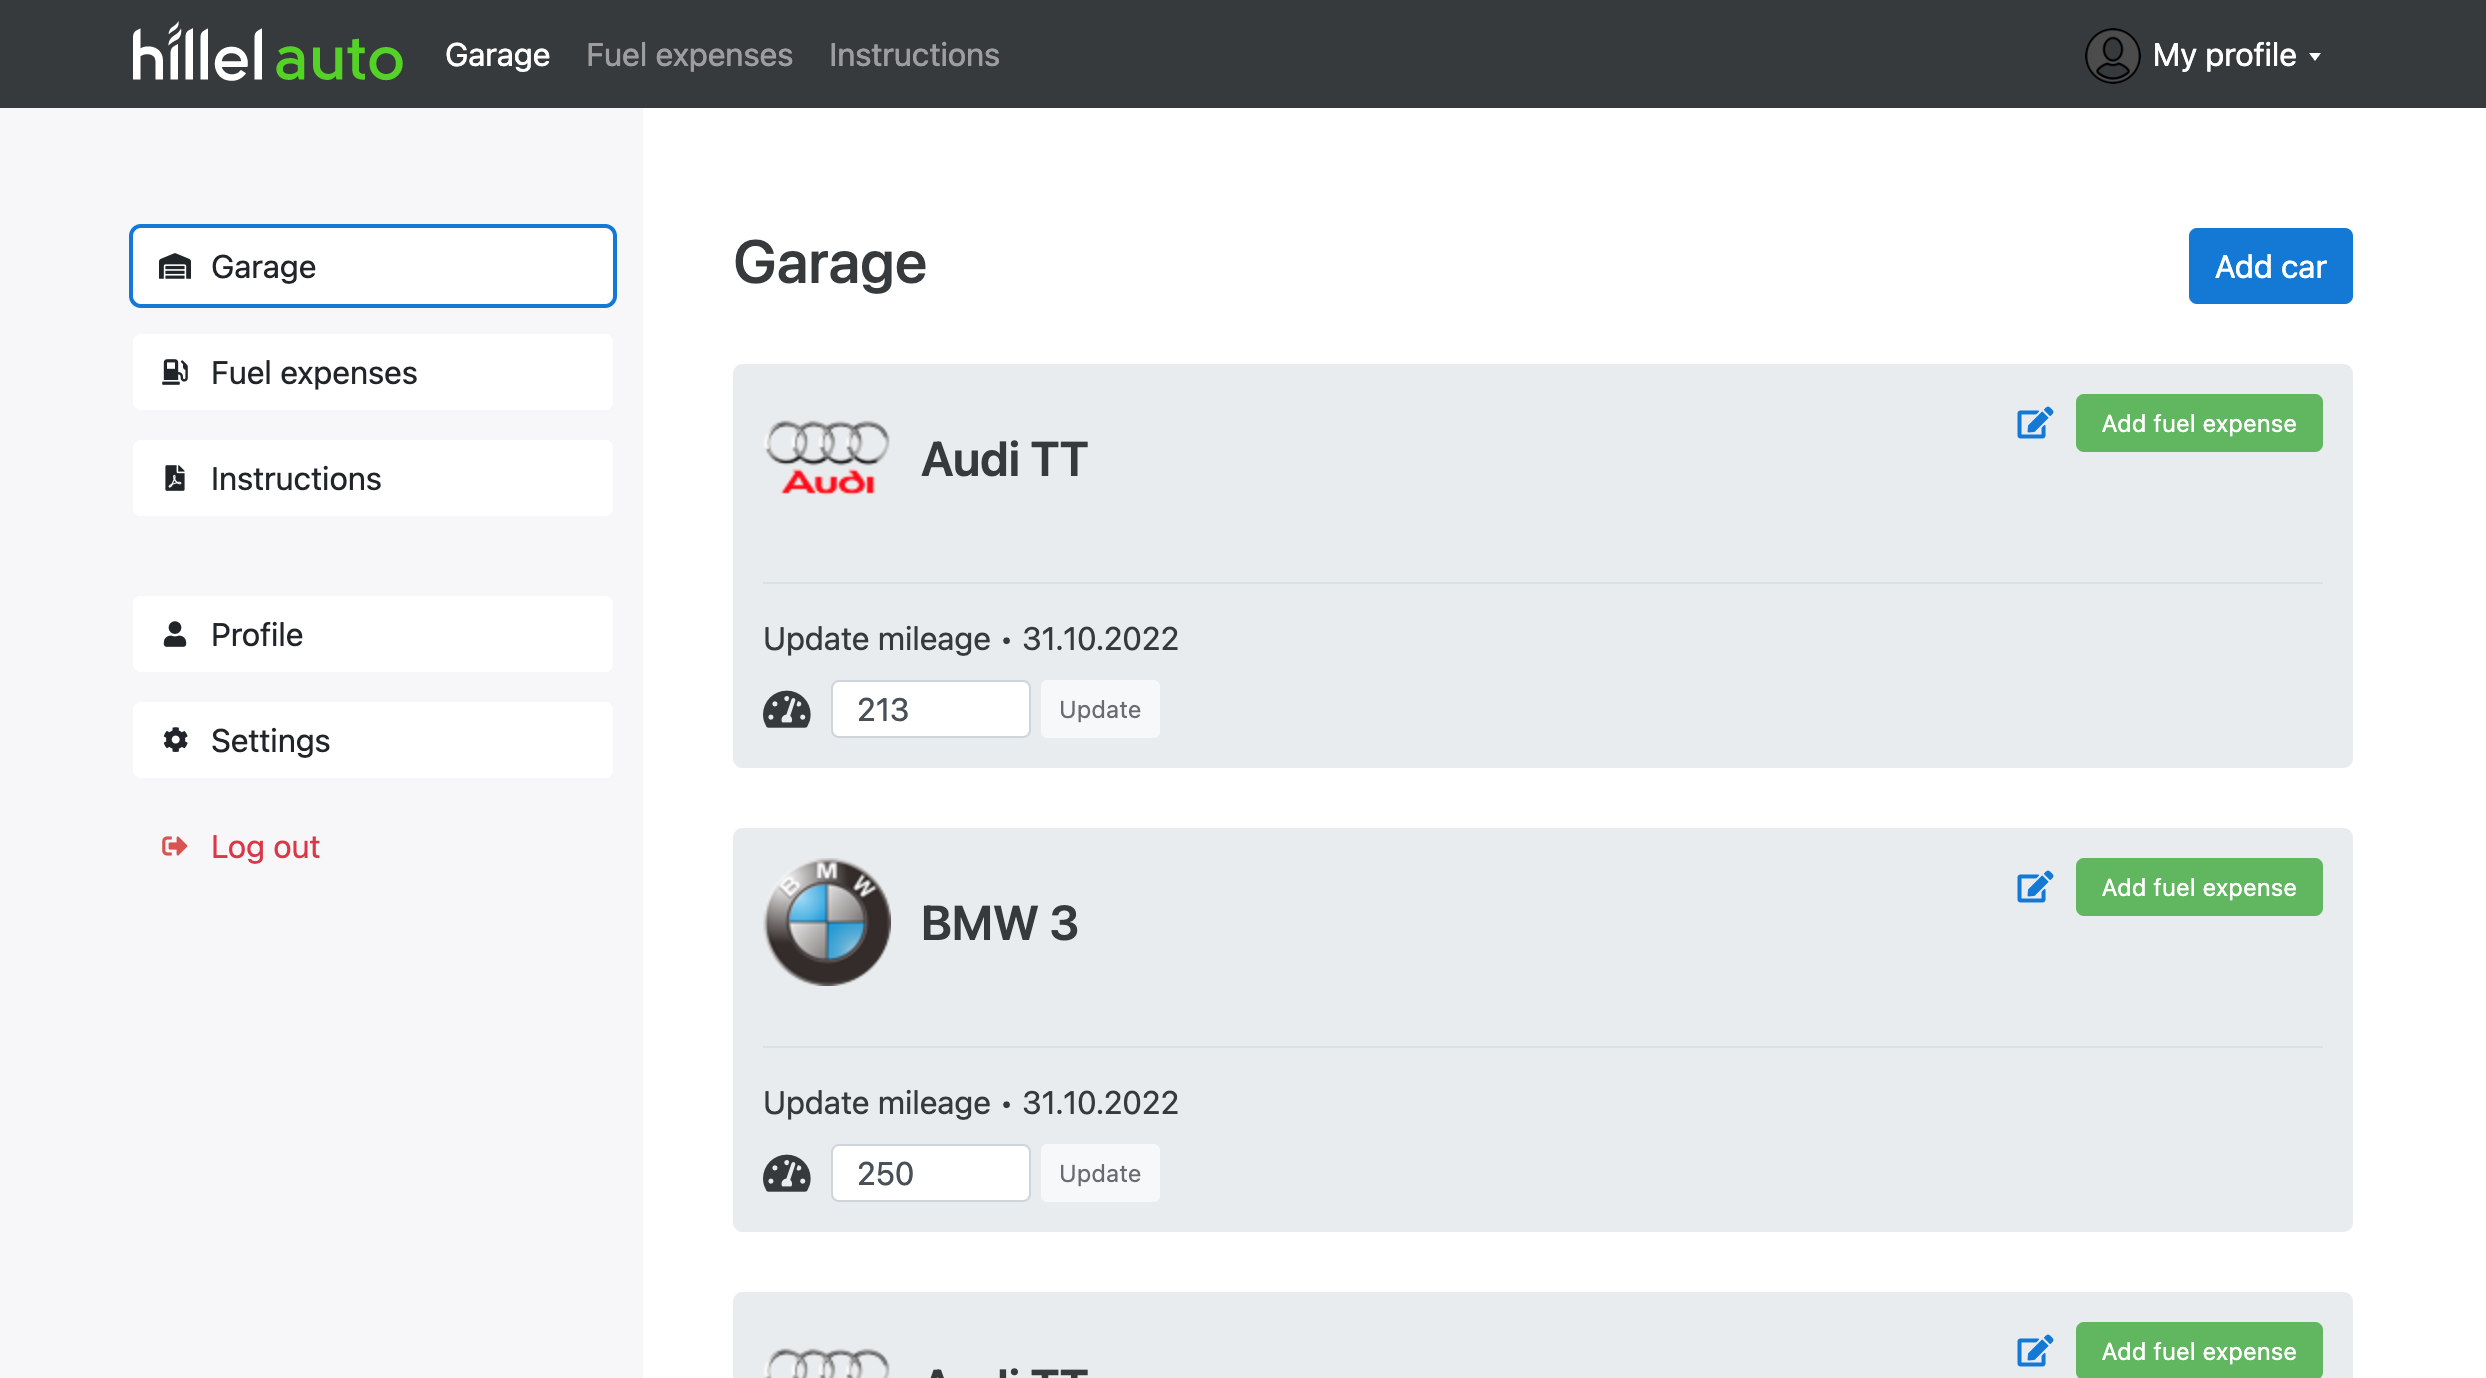 hillel auto Garage Fuel expenses Instructions My profile
Garage
Fuel expenses
Instructions
Profile
Settings
Log out
Garage Add car
Audi Audi TT Add fuel expense
Update mileage • 31.10.2022
213 Update
BMW BMW 3 Add fuel expense
Update mileage • 31.10.2022
250 Update
Audi TT Add fuel expense